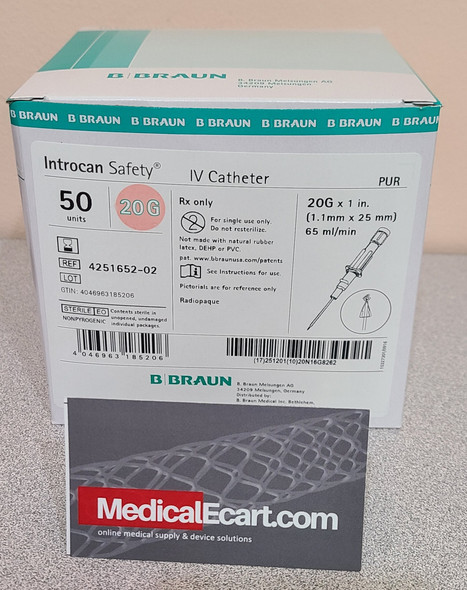 B|BRAUN
B. Braun Melsungen AG
34209 Melsungen
Germany
B BRAUN B BRAUN B BRAUN B BRAUN B BRAUN B BRAUN B BRAU
Introcan Safety® IV Catheter PUR
50
units
20G
Rx only
For single use only.
Do not resterilize.
Not made with natural rubber
latex, DEHP or PVC.
pat. www.bbraunusa.com/patents
See Instructions for use.
Pictorials are for reference only
Radiopaque
20G x 1 in.
(1.1mm x 25 mm)
65 ml/min
REF 4251652-02
LOT
GTIN: 4046963185206
STERILE EO Contents sterile in
unopened, undamaged
individual packages.
NONPYROGENIC
4 046963 185206
(17)251201(10)20N16G8262
B|BRAUN
B. Braun Melsungen AG
34209 Melsungen, Germany
Distributed by:
B. Braun Medical Inc. Bethlehem,
MedicalEcart.com
online medical supply & device solutions